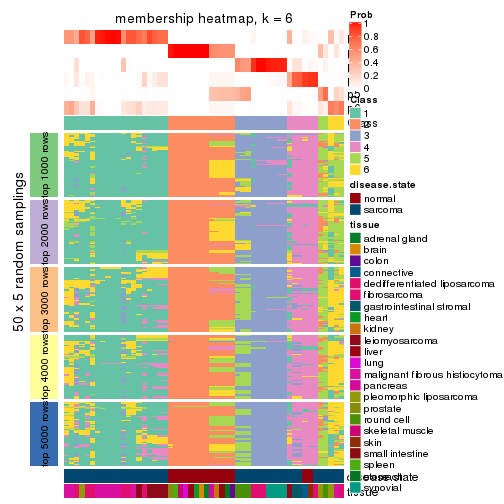 membership heatmap, k = 6
50 x 5 random samplings
top 1000 rows
top 2000 rows
top 3000 rows
top 4000 rows
top 5000 rows
Prob
1
0.8
0.6
0.4
0.2
0
Class
1
2
3
4
5
6
disease.state
normal
sarcoma
tissue
adrenal gland
brain
colon
connective
dedifferentiated liposarcoma
fibrosarcoma
gastrointestinal stromal
heart
kidney
leiomyosarcoma
liver
lung
malignant fibrous histiocytoma
pancreas
pleomorphic liposarcoma
prostate
round cell
skeletal muscle
skin
small intestine
spleen
stomach
synovial
disease.state
tissue